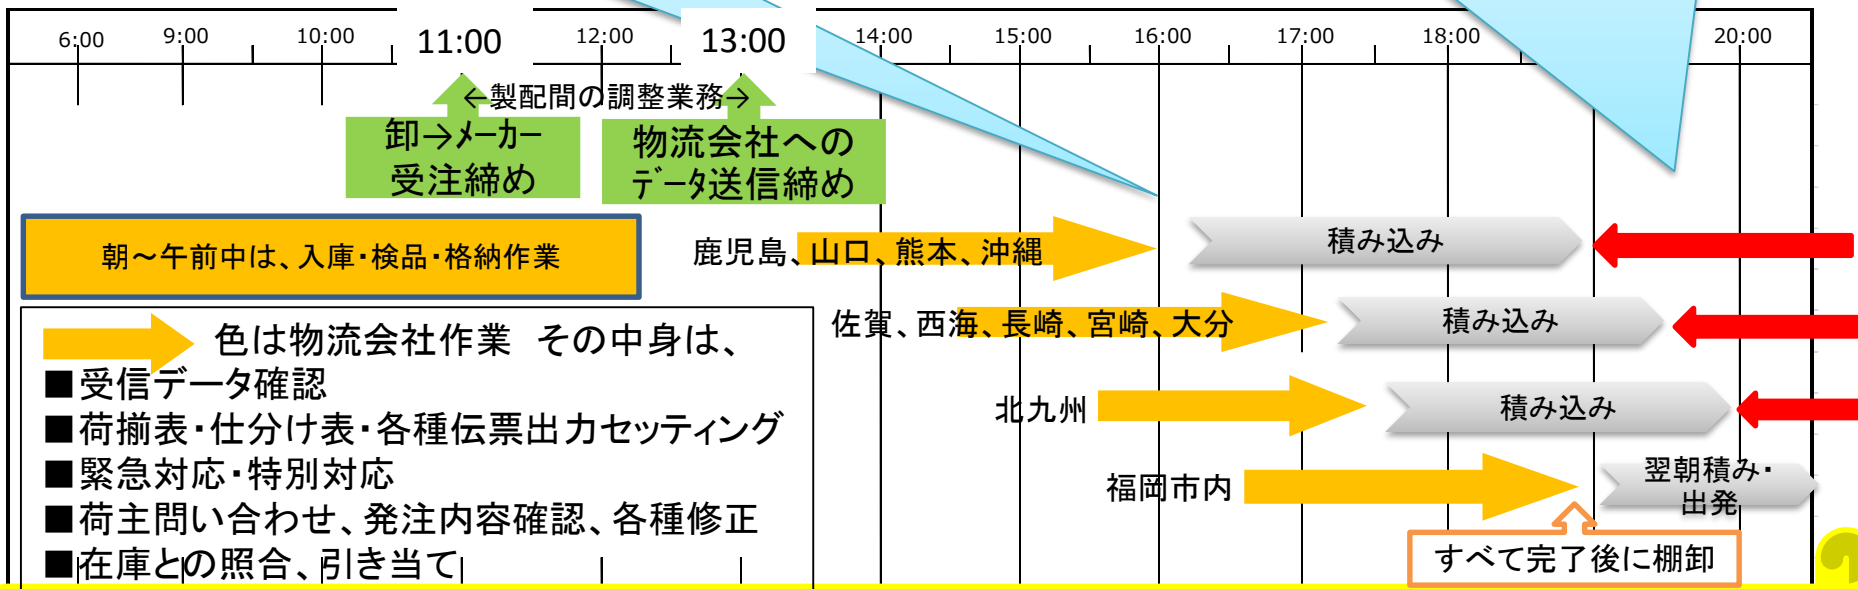 6:00 9:00 10:00 11:00 12:00 13:00 14:00 15:00 16:00 17:00 18:00 20:00
←製配間の調整業務→
卸→ﾒｰｶｰ
受注締め
物流会社への
ﾃﾞｰﾀ送信締め
朝～午前中は、入庫・検品・格納作業
鹿児島、山口、熊本、沖縄
積み込み
佐賀、西海、長崎、宮崎、大分
積み込み
北九州
積み込み
福岡市内
翌朝積み・
出発
すべて完了後に棚卸
色は物流会社作業 その中身は、
■受信データ確認
■荷揃表・仕分け表・各種伝票出力セッティング
■緊急対応・特別対応
■荷主問い合わせ、発注内容確認、各種修正
■在庫との照合、引き当て